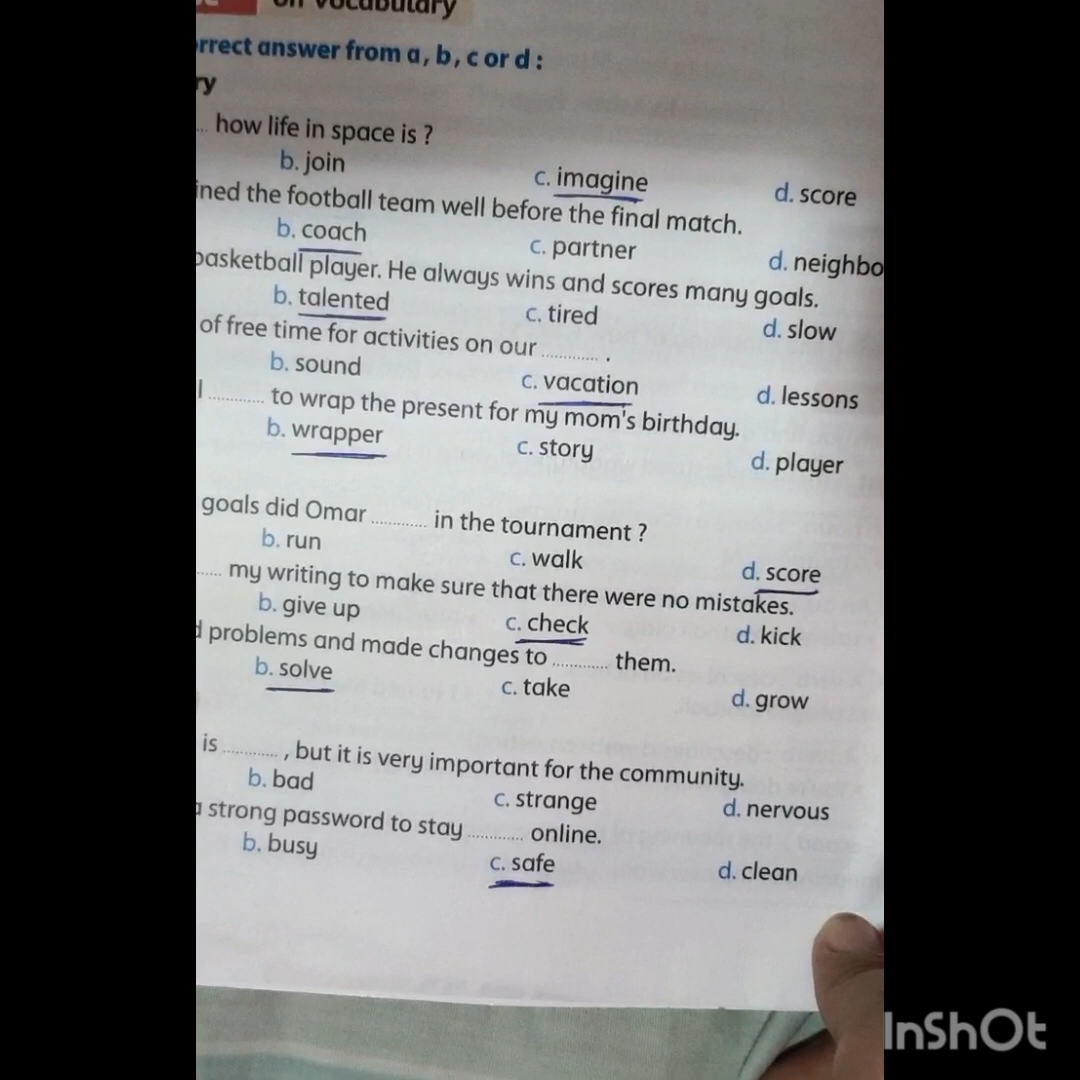 on vocabulary
rrect answer from a, b, c or d :
ry
... how life in space is ?
b. join c. imagine d. score
ined the football team well before the final match.
b. coach c. partner d. neighbo
basketball player. He always wins and scores many goals.
b. talented c. tired d. slow
of free time for activities on our ............ .
b. sound c. vacation d. lessons
I ............ to wrap the present for my mom's birthday.
b. wrapper c. story d. player
goals did Omar ............ in the tournament ?
b. run c. walk d. score
...... my writing to make sure that there were no mistakes.
b. give up c. check d. kick
d problems and made changes to ............ them.
b. solve c. take d. grow
is ............ , but it is very important for the community.
b. bad c. strange d. nervous
a strong password to stay ............ online.
b. busy c. safe d. clean
InShOt